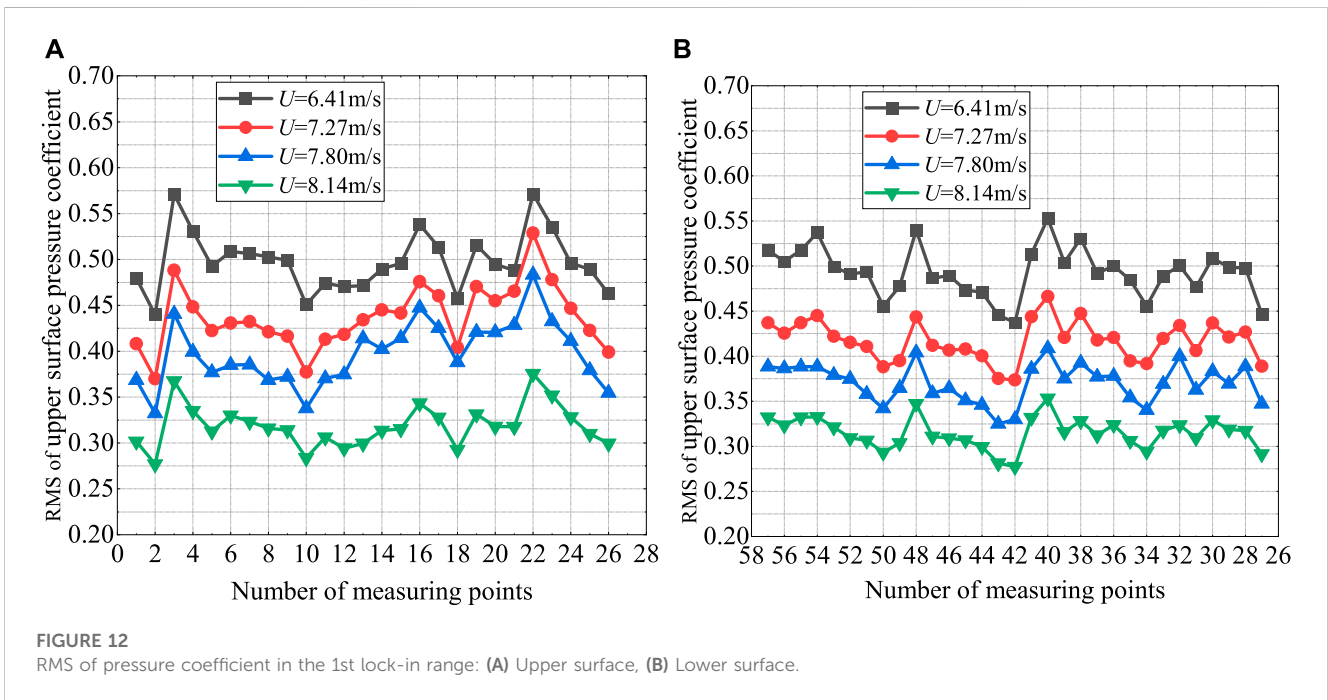 A
RMS of upper surface pressure coefficient
0.70
0.65
0.60
0.55
0.50
0.45
0.40
0.35
0.30
0.25
0.20
U=6.41m/s
U=7.27m/s
U=7.80m/s
U=8.14m/s
0 2 4 6 8 10 12 14 16 18 20 22 24 26 28
Number of measuring points
B
RMS of upper surface pressure coefficient
0.70
0.65
0.60
0.55
0.50
0.45
0.40
0.35
0.30
0.25
0.20
U=6.41m/s
U=7.27m/s
U=7.80m/s
U=8.14m/s
58 56 54 52 50 48 46 44 42 40 38 36 34 32 30 28 26
Number of measuring points
FIGURE 12
RMS of pressure coefficient in the 1st lock-in range: (A) Upper surface, (B) Lower surface.